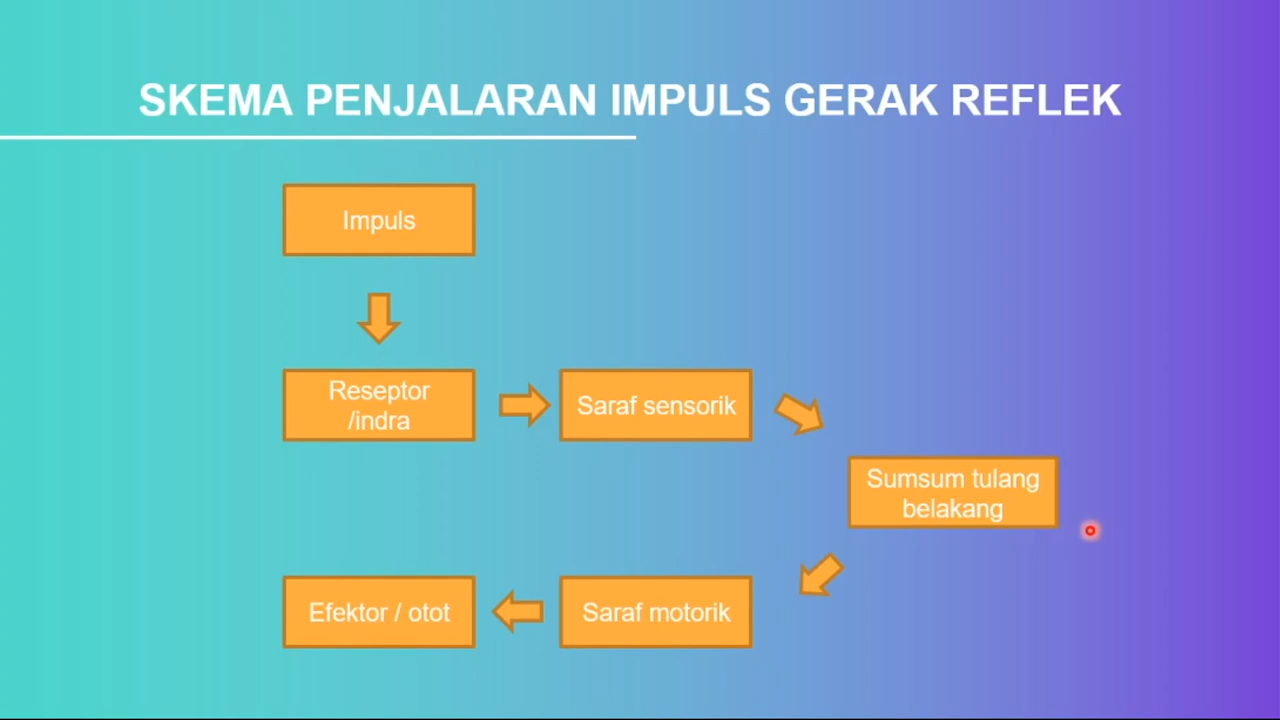 SKEMA PENJALARAN IMPULS GERAK REFLEK
Impuls
Reseptor
/indra
Saraf sensorik
Sumsum tulang
belakang
Saraf motorik
Efektor / otot